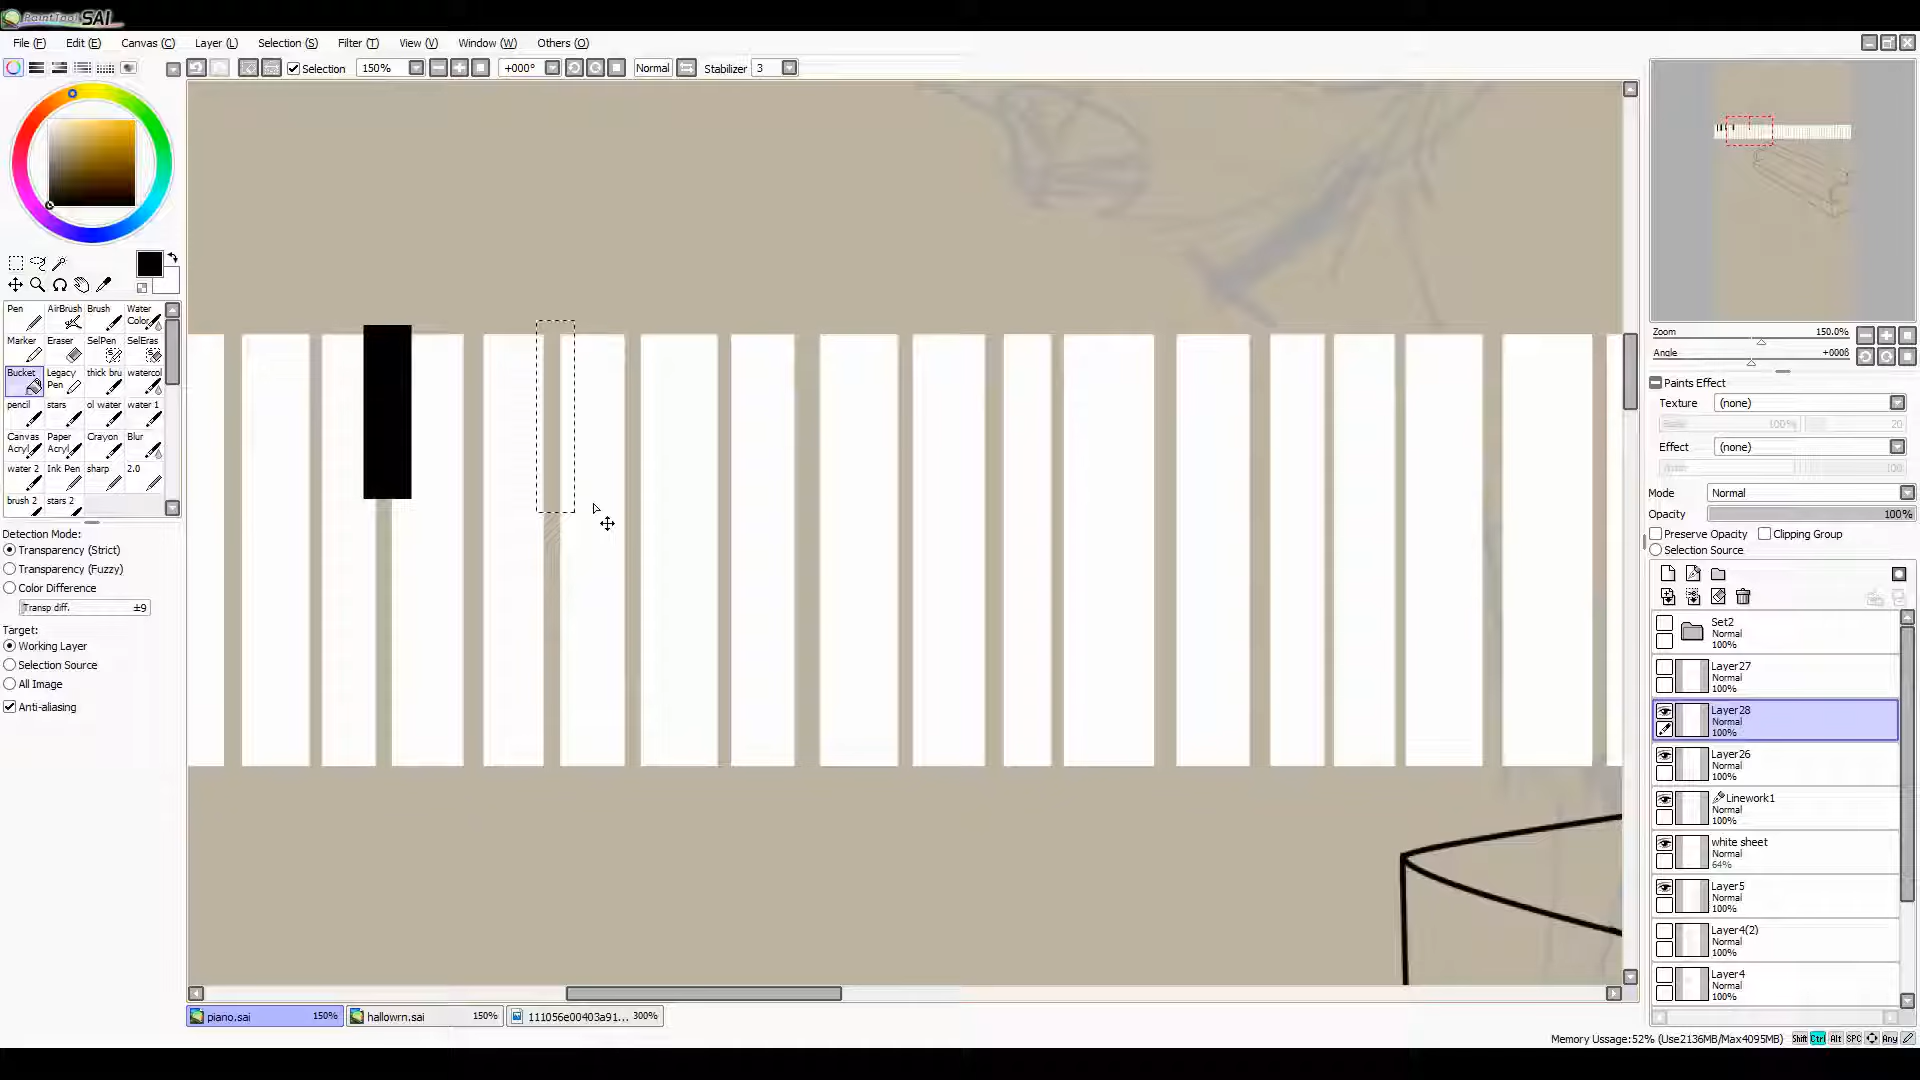 PaintTool SAI
File (F) Edit (E) Canvas (C) Layer (L) Selection (S) Filter (T) View (V) Window (W) Others (O)
Selection 150% +000° Normal Stabilizer 3
Pen AirBrush Brush Water Color
Marker Eraser SelPen SelEras
Bucket Legacy Pen thick bru watercol
pencil stars ol water water 1
Canvas Acryl Paper Acryl Crayon Blur
water 2 Ink Pen sharp 2.0
brush 2 stars 2
Detection Mode:
Transparency (Strict)
Transparency (Fuzzy)
Color Difference
Transp diff. ±9
Target:
Working Layer
Selection Source
All Image
Anti-aliasing
Zoom 150.0%
Angle +000§
Paints Effect
Texture (none)
100% 20
Effect (none)
100
Mode Normal
Opacity 100%
Preserve Opacity Clipping Group
Selection Source
Set2
Normal
100%
Layer27
Normal
100%
Layer28
Normal
100%
Layer26
Normal
100%
Linework1
Normal
100%
white sheet
Normal
64%
Layer5
Normal
100%
Layer4(2)
Normal
100%
Layer4
Normal
100%
piano.sai 150% hallowrn.sai 150% 111056e00403a91... 300%
Memory Ussage:52% (Use2136MB/Max4095MB) Shift Ctrl Alt SPC Any